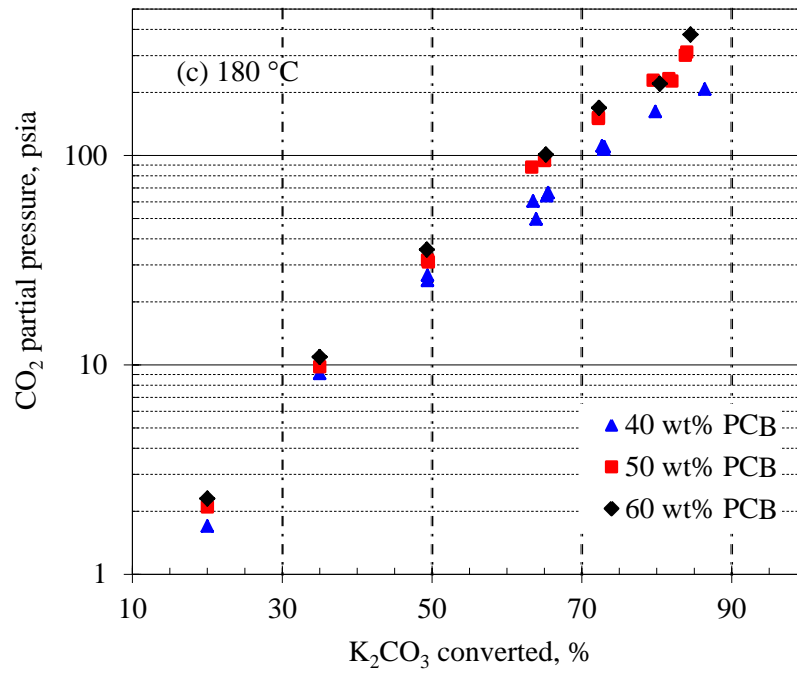 (c) 180 °C
CO₂ partial pressure, psia
100
10
1
40 wt% PCB
50 wt% PCB
60 wt% PCB
10 30 50 70 90
K₂CO₃ converted, %